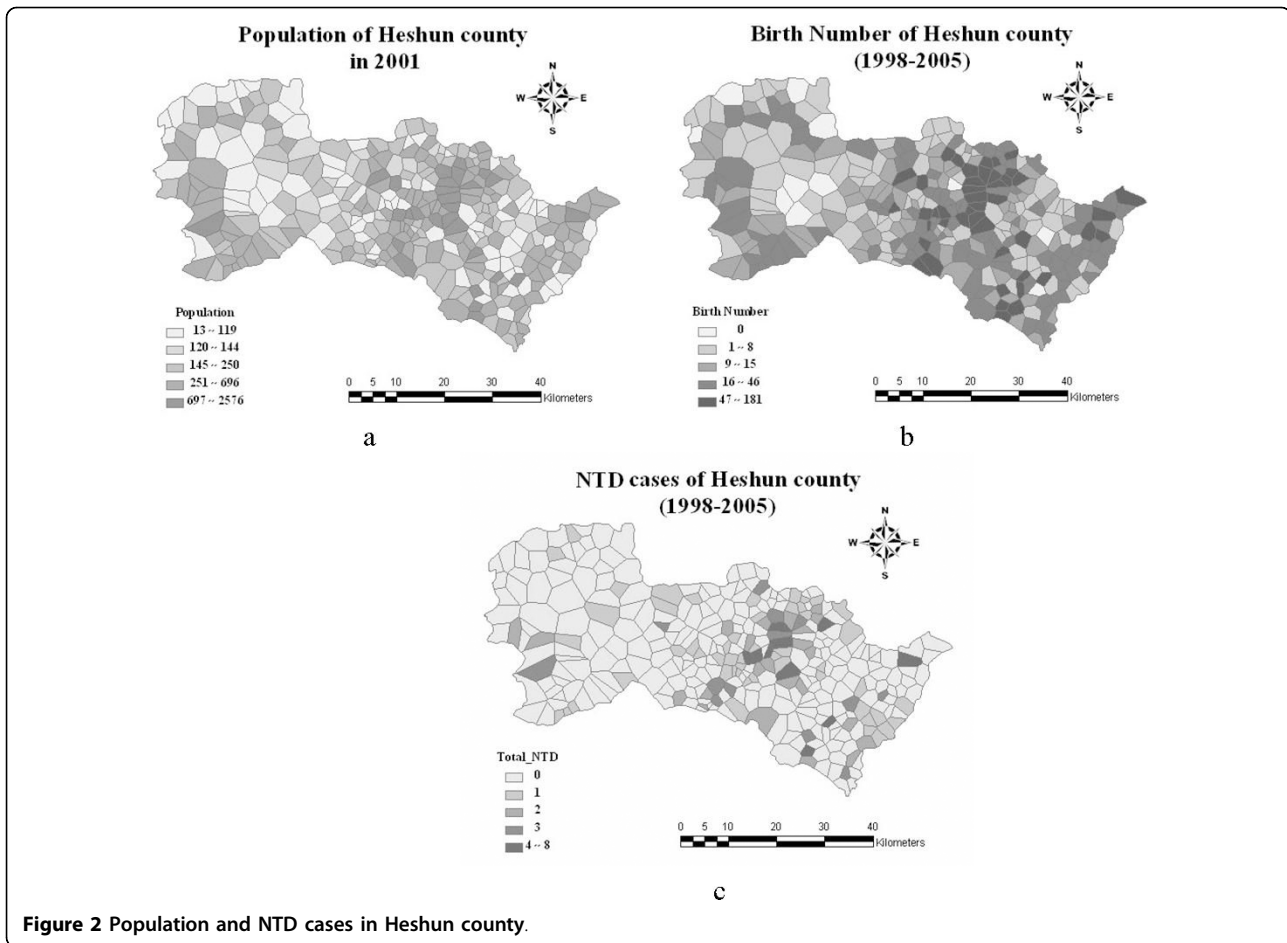 Population of Heshun county
in 2001
N
W E
S
Population
13 ~ 119
120 ~ 144
145 ~ 250
251 ~ 696
697 ~ 2576
0 5 10 20 30 40
Kilometers
a
Birth Number of Heshun county
(1998-2005)
N
W E
S
Birth Number
0
1 ~ 8
9 ~ 15
16 ~ 46
47 ~ 181
0 5 10 20 30 40
Kilometers
b
NTD cases of Heshun county
(1998-2005)
N
W E
S
Total_NTD
0
1
2
3
4 ~ 8
0 5 10 20 30 40
Kilometers
c
Figure 2 Population and NTD cases in Heshun county.